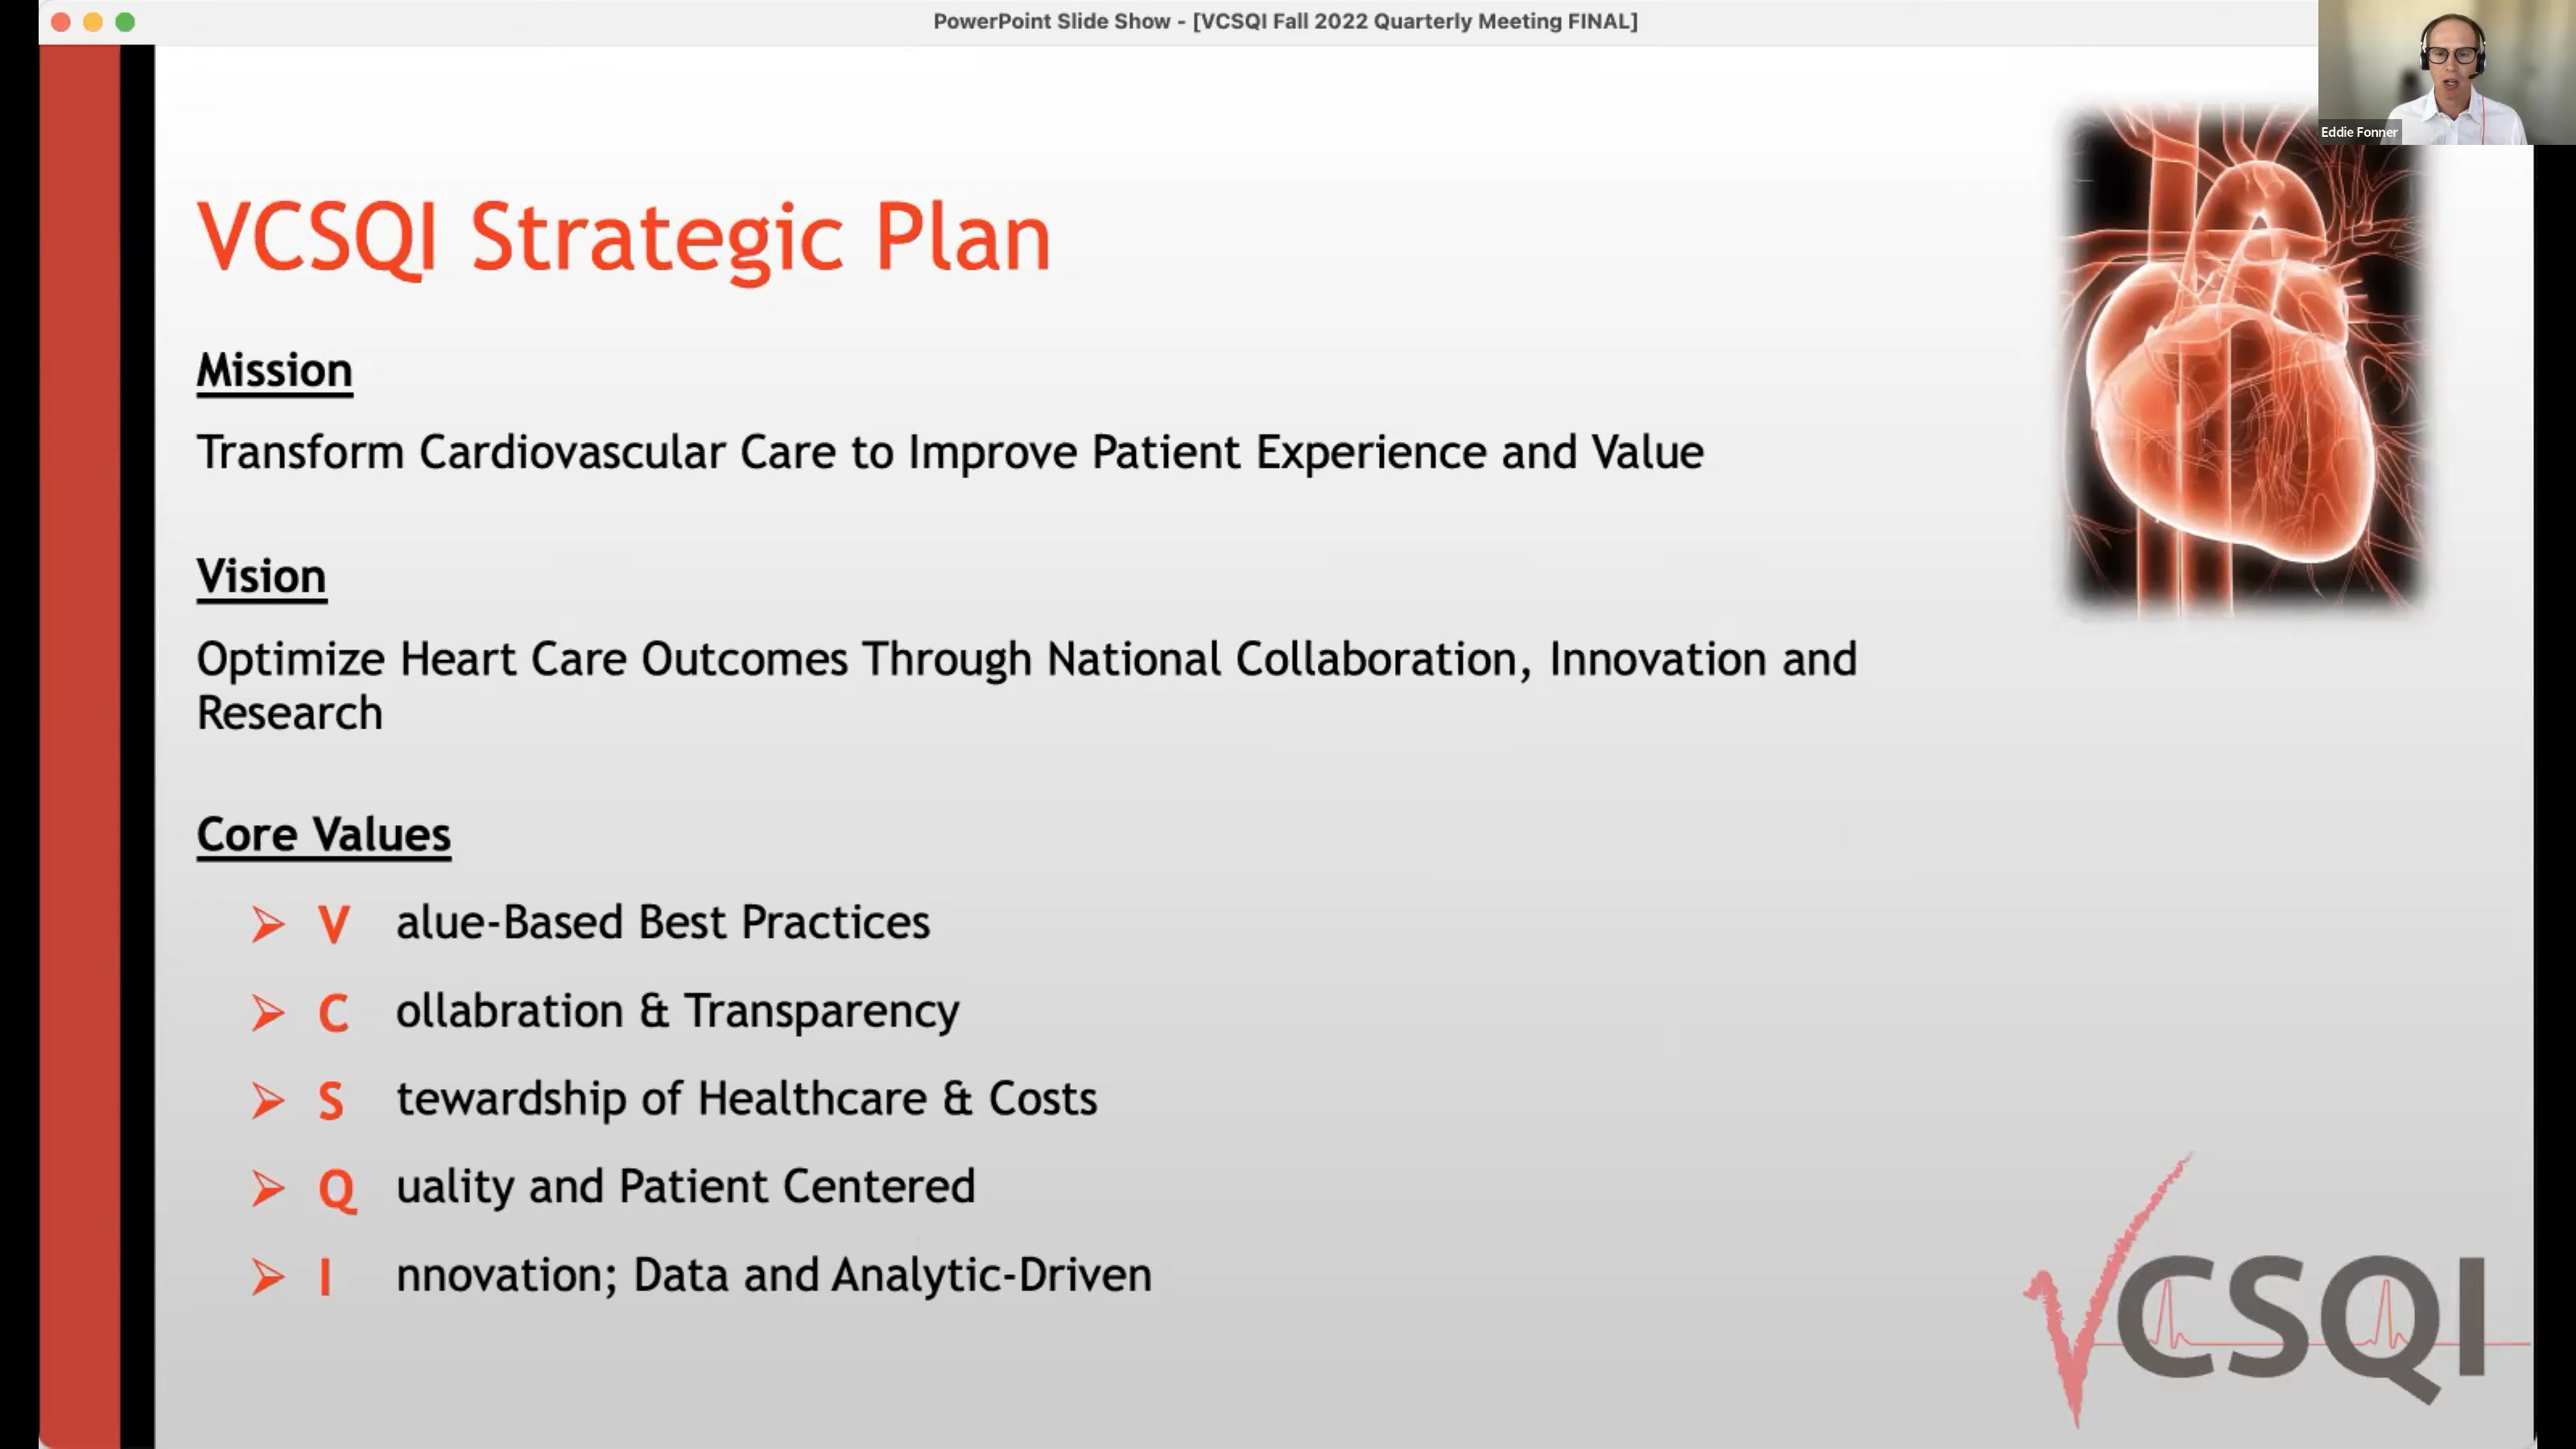 PowerPoint Slide Show - [VCSQI Fall 2022 Quarterly Meeting FINAL]
Eddie Fonner
VCSQI Strategic Plan
Mission
Transform Cardiovascular Care to Improve Patient Experience and Value
Vision
Optimize Heart Care Outcomes Through National Collaboration, Innovation and
Research
Core Values
V alue-Based Best Practices
C ollabration & Transparency
S tewardship of Healthcare & Costs
Q uality and Patient Centered
I nnovation; Data and Analytic-Driven
VCSQI